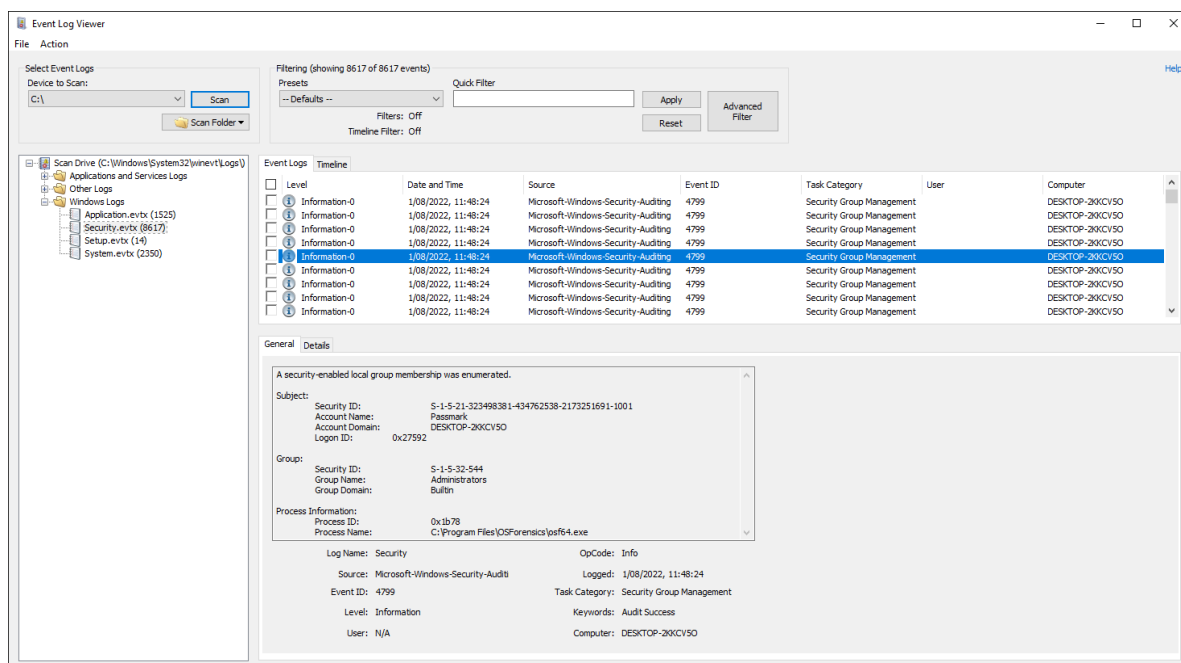 Event Log Viewer
File Action
Select Event Logs
Device to Scan:
C:\
Scan
Scan Folder
Filtering (showing 8617 of 8617 events)
Presets
Quick Filter
-- Defaults --
Apply
Advanced
Filter
Filters: Off
Reset
Timeline Filter: Off
Help
Scan Drive (C:\Windows\System32\winevt\Logs\)
Applications and Services Logs
Other Logs
Windows Logs
Application.evtx (1525)
Security.evtx (8617)
Setup.evtx (14)
System.evtx (2350)
Event Logs Timeline
Level Date and Time Source Event ID Task Category User Computer
Information-0 1/08/2022, 11:48:24 Microsoft-Windows-Security-Auditing 4799 Security Group Management DESKTOP-2KKCV5O
Information-0 1/08/2022, 11:48:24 Microsoft-Windows-Security-Auditing 4799 Security Group Management DESKTOP-2KKCV5O
Information-0 1/08/2022, 11:48:24 Microsoft-Windows-Security-Auditing 4799 Security Group Management DESKTOP-2KKCV5O
Information-0 1/08/2022, 11:48:24 Microsoft-Windows-Security-Auditing 4799 Security Group Management DESKTOP-2KKCV5O
Information-0 1/08/2022, 11:48:24 Microsoft-Windows-Security-Auditing 4799 Security Group Management DESKTOP-2KKCV5O
Information-0 1/08/2022, 11:48:24 Microsoft-Windows-Security-Auditing 4799 Security Group Management DESKTOP-2KKCV5O
Information-0 1/08/2022, 11:48:24 Microsoft-Windows-Security-Auditing 4799 Security Group Management DESKTOP-2KKCV5O
Information-0 1/08/2022, 11:48:24 Microsoft-Windows-Security-Auditing 4799 Security Group Management DESKTOP-2KKCV5O
Information-0 1/08/2022, 11:48:24 Microsoft-Windows-Security-Auditing 4799 Security Group Management DESKTOP-2KKCV5O
General Details
A security-enabled local group membership was enumerated.
Subject:
Security ID: S-1-5-21-323498381-434762538-2173251691-1001
Account Name: Passmark
Account Domain: DESKTOP-2KKCV5O
Logon ID: 0x27592
Group:
Security ID: S-1-5-32-544
Group Name: Administrators
Group Domain: Builtin
Process Information:
Process ID: 0x1b78
Process Name: C:\Program Files\OSForensics\osf64.exe
Log Name: Security OpCode: Info
Source: Microsoft-Windows-Security-Auditi Logged: 1/08/2022, 11:48:24
Event ID: 4799 Task Category: Security Group Management
Level: Information Keywords: Audit Success
User: N/A Computer: DESKTOP-2KKCV5O